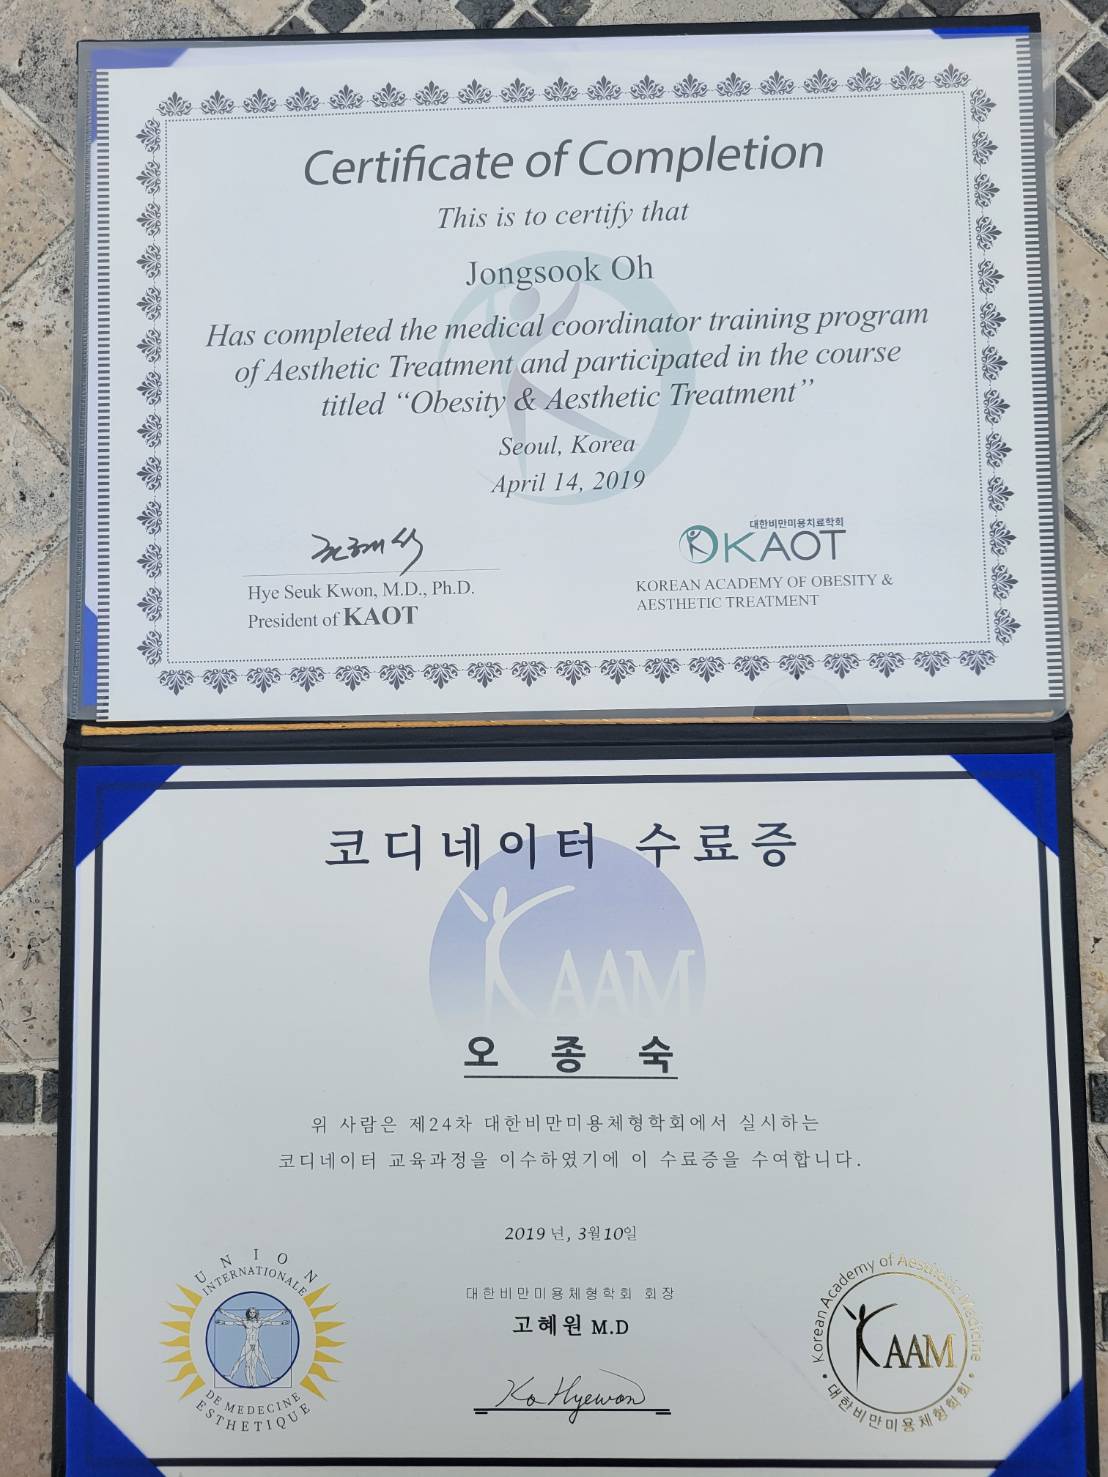 Certificate of Completion
This is to certify that
Jongsook Oh
Has completed the medical coordinator training program
of Aesthetic Treatment and participated in the course
titled “Obesity & Aesthetic Treatment”
Seoul, Korea
April 14, 2019
Hye Seuk Kwon, M.D., Ph.D.
President of KAOT
대한비만미용치료학회
KAOT
KOREAN ACADEMY OF OBESITY &
AESTHETIC TREATMENT
코디네이터 수료증
KAAM
오 종 숙
위 사람은 제24차 대한비만미용체형학회에서 실시하는
코디네이터 교육과정을 이수하였기에 이 수료증을 수여합니다.
2019 년, 3월 10일
대한비만미용체형학회 회장
고혜원 M.D
Ko Hyewon
UNION
INTERNATIONALE
DE MEDECINE
ESTHETIQUE
Korean Academy of Aesthetic Medicine
KAAM
대한비만미용체형학회